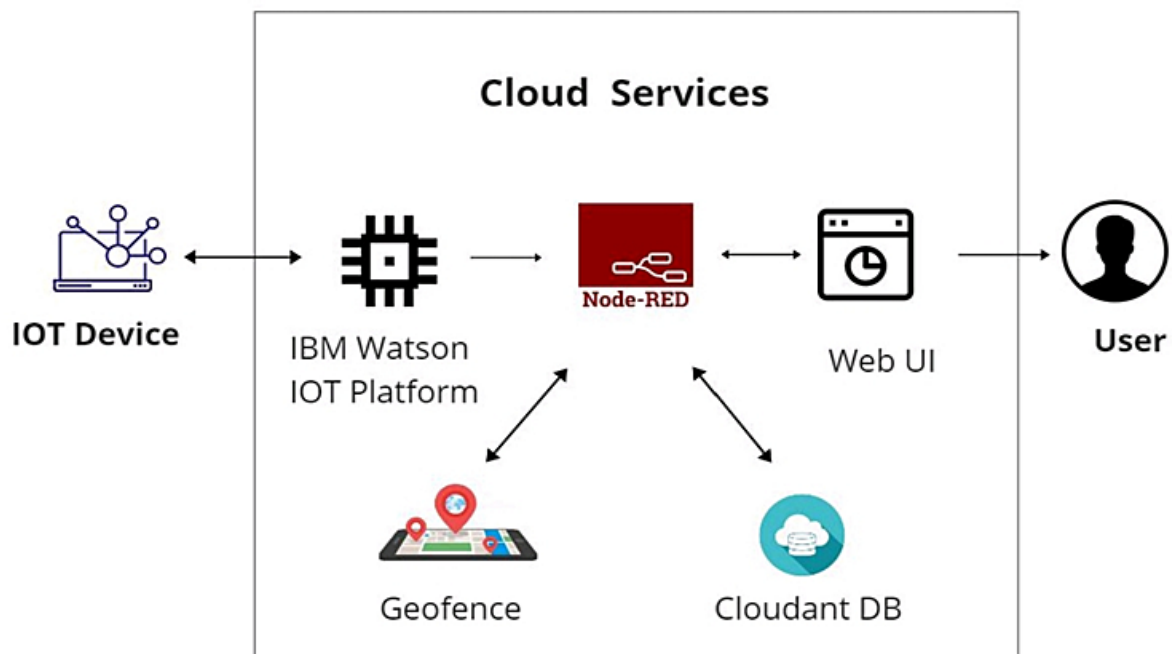 Cloud Services
Node-RED
IOT Device
IBM Watson
IOT Platform
Web UI
User
Geofence
Cloudant DB